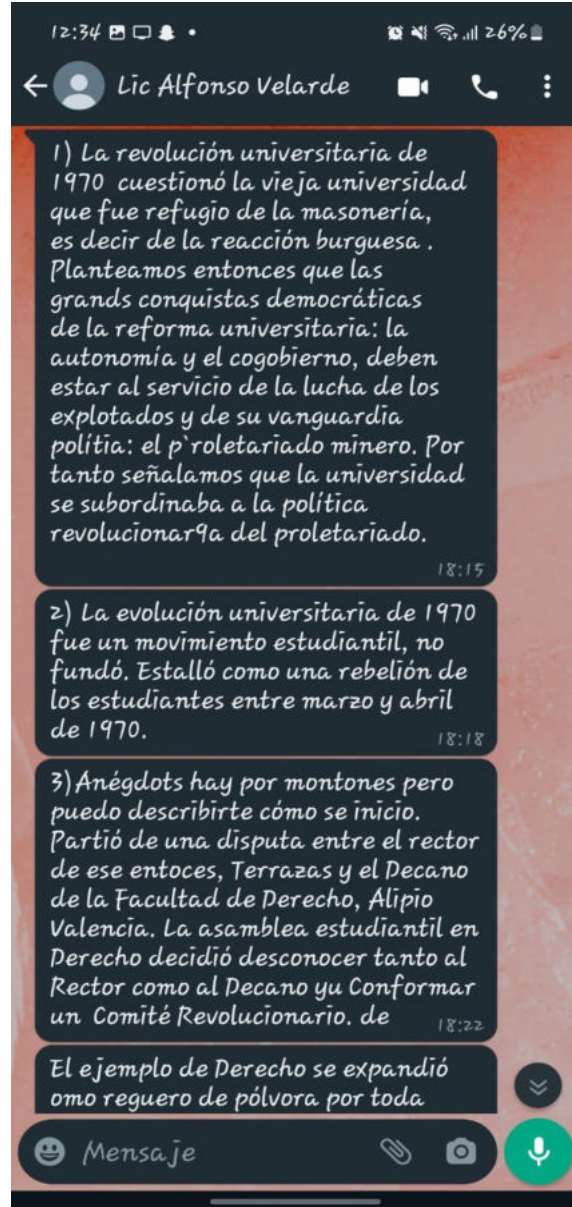 12:34
26%
Lic Alfonso Velarde
1) La revolución universitaria de
1970 cuestionó la vieja universidad
que fue refugio de la masonería,
es decir de la reacción burguesa .
Planteamos entonces que las
grands conquistas democráticas
de la reforma universitaria: la
autonomía y el cogobierno, deben
estar al servicio de la lucha de los
explotados y de su vanguardia
polítia: el p`roletariado minero. Por
tanto señalamos que la universidad
se subordinaba a la política
revolucionar9a del proletariado.
18:15
2) La evolución universitaria de 1970
fue un movimiento estudiantil, no
fundó. Estalló como una rebelión de
los estudiantes entre marzo y abril
de 1970.
18:18
3)Anégdots hay por montones pero
puedo describirte cómo se inicio.
Partió de una disputa entre el rector
de ese entoces, Terrazas y el Decano
de la Facultad de Derecho, Alipio
Valencia. La asamblea estudiantil en
Derecho decidió desconocer tanto al
Rector como al Decano yu Conformar
un Comité Revolucionario. de
18:22
El ejemplo de Derecho se expandió
omo reguero de pólvora por toda
Mensaje